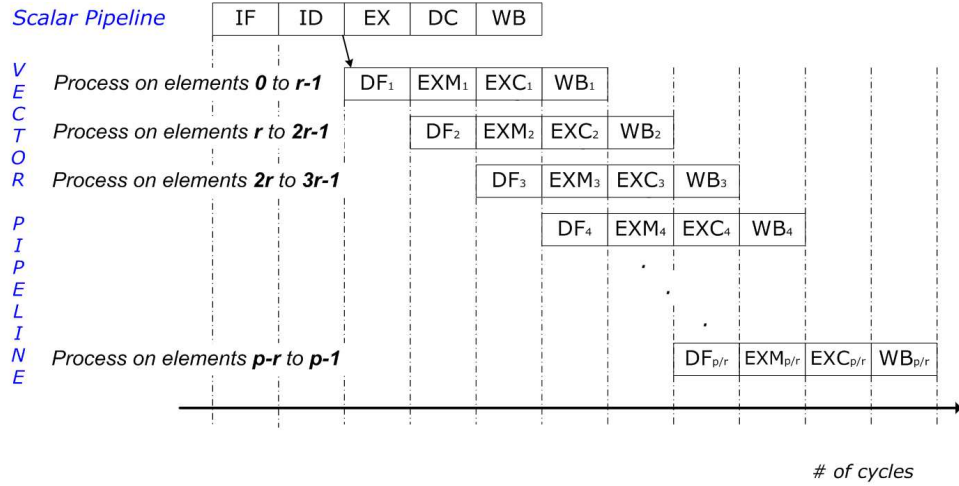 Scalar Pipeline IF ID EX DC WB
VECTOR PIPELINE
Process on elements 0 to r-1 DF1 EXM1 EXC1 WB1
Process on elements r to 2r-1 DF2 EXM2 EXC2 WB2
Process on elements 2r to 3r-1 DF3 EXM3 EXC3 WB3
DF4 EXM4 EXC4 WB4
. . .
Process on elements p-r to p-1 DFp/r EXMp/r EXCp/r WBp/r
# of cycles